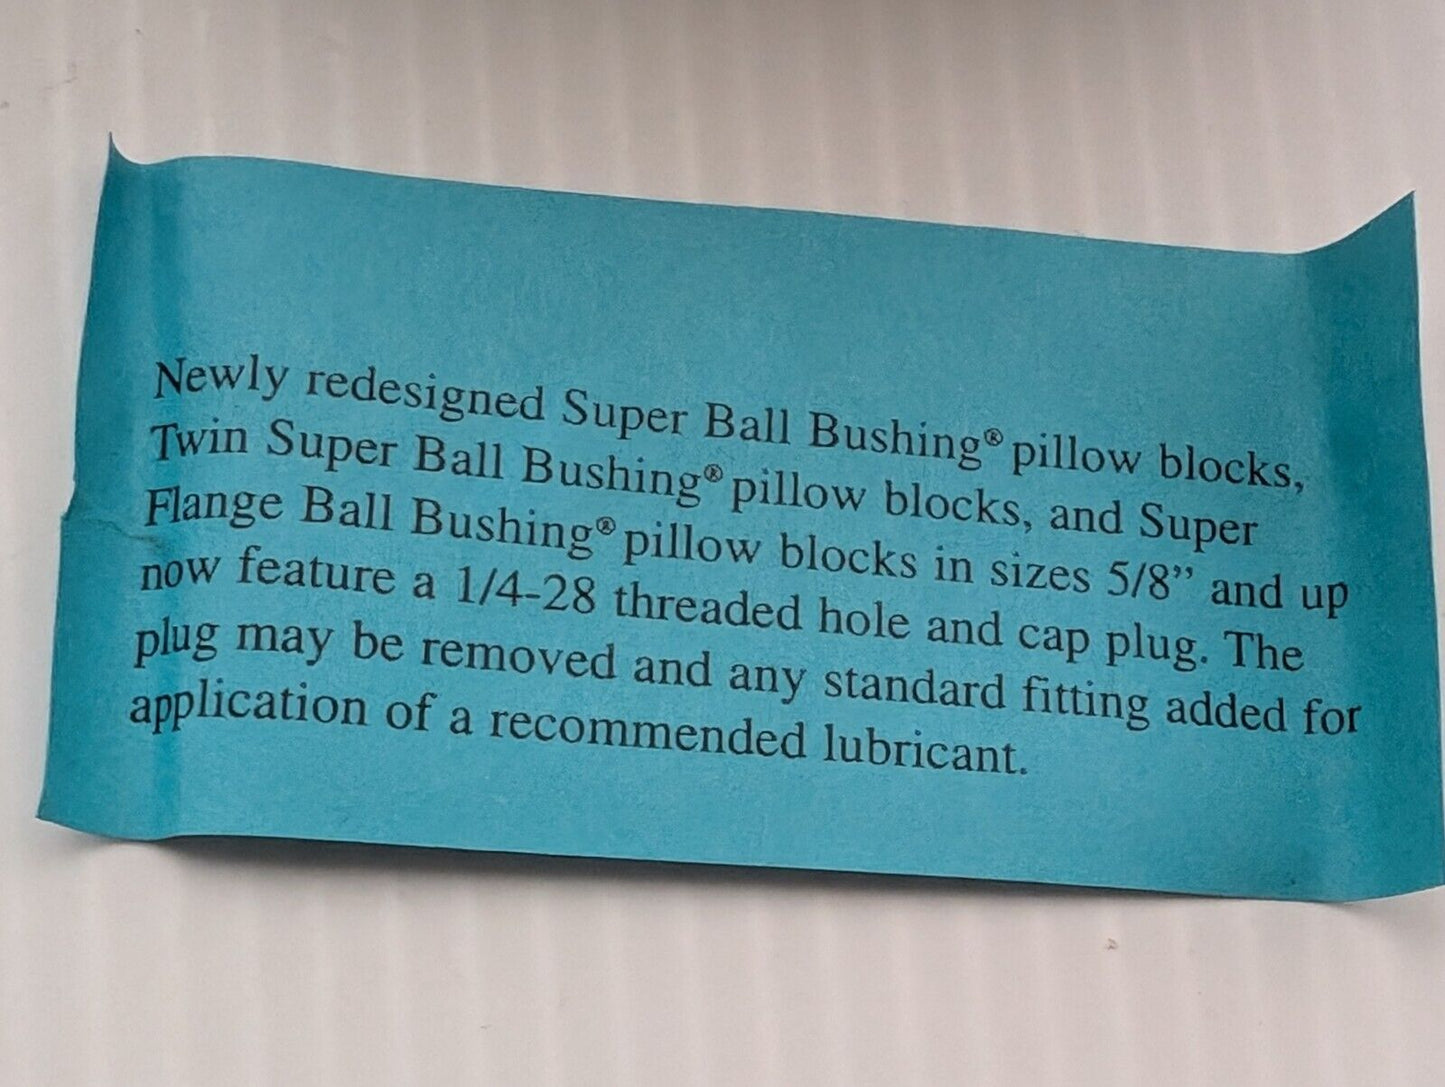 Newly redesigned Super Ball Bushing® pillow blocks,
Twin Super Ball Bushing® pillow blocks, and Super
Flange Ball Bushing® pillow blocks in sizes 5/8” and up
now feature a 1/4-28 threaded hole and cap plug. The
plug may be removed and any standard fitting added for
application of a recommended lubricant.